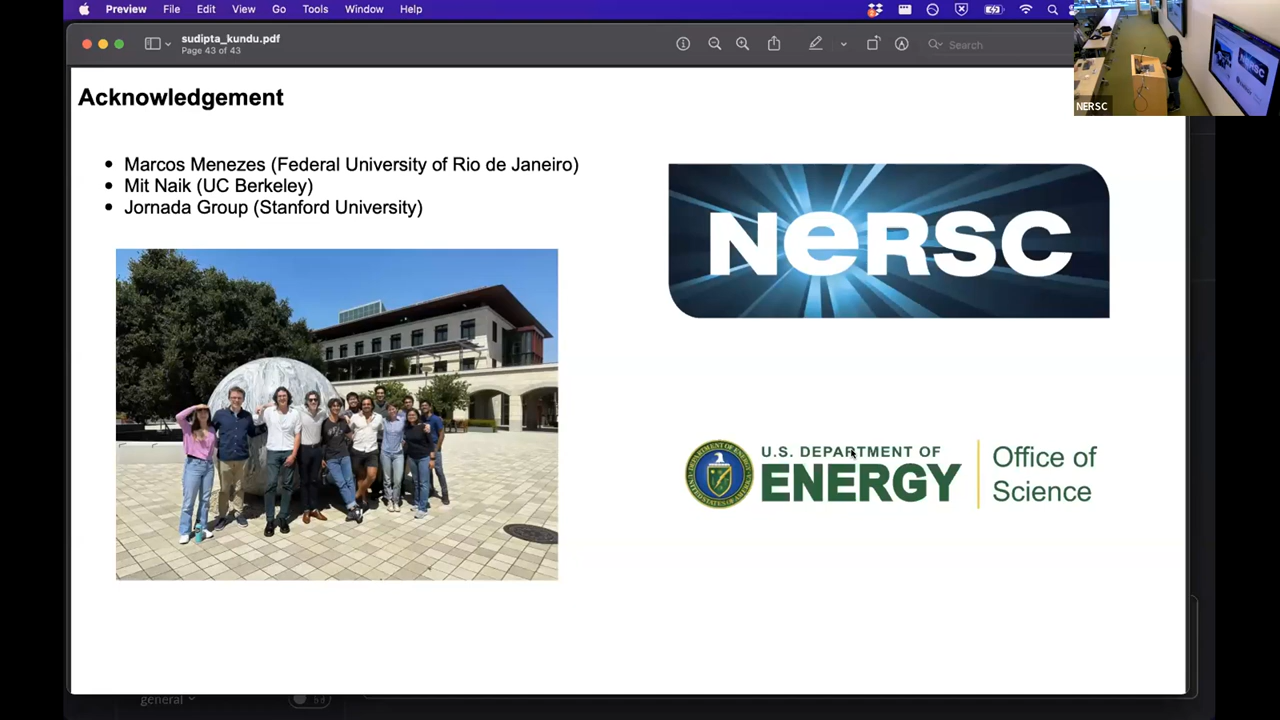 Preview File Edit View Go Tools Window Help
sudipta_kundu.pdf
Page 43 of 43
Search
NERSC
Acknowledgement
• Marcos Menezes (Federal University of Rio de Janeiro)
• Mit Naik (UC Berkeley)
• Jornada Group (Stanford University)
NeRSC
U.S. DEPARTMENT OF
ENERGY
Office of
Science
general